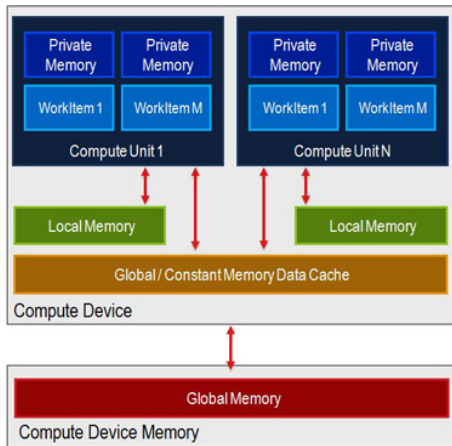 Private Memory
Private Memory
Private Memory
Private Memory
WorkItem 1
WorkItem M
WorkItem 1
WorkItem M
Compute Unit 1
Compute Unit N
Local Memory
Local Memory
Global / Constant Memory Data Cache
Compute Device
Global Memory
Compute Device Memory